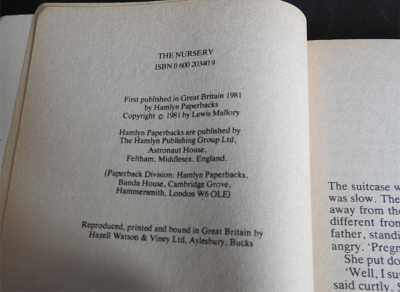 THE NURSERY
ISBN 0 600 20340 9
First published in Great Britain 1981
by Hamlyn Paperbacks
Copyright © 1981 by Lewis Mallory
Hamlyn Paperbacks are published by
The Hamlyn Publishing Group Ltd,
Astronaut House,
Feltham, Middlesex, England.
(Paperback Division: Hamlyn Paperbacks,
Banda House, Cambridge Grove,
Hammersmith, London W6 OLE)
Reproduced, printed and bound in Great Britain by
Hazell Watson & Viney Ltd, Aylesbury, Bucks
The suitcase w
was slow. The
away from the
different from
father, standi
angry. 'Pregn
She put do
'Well, I su
said curtly. S